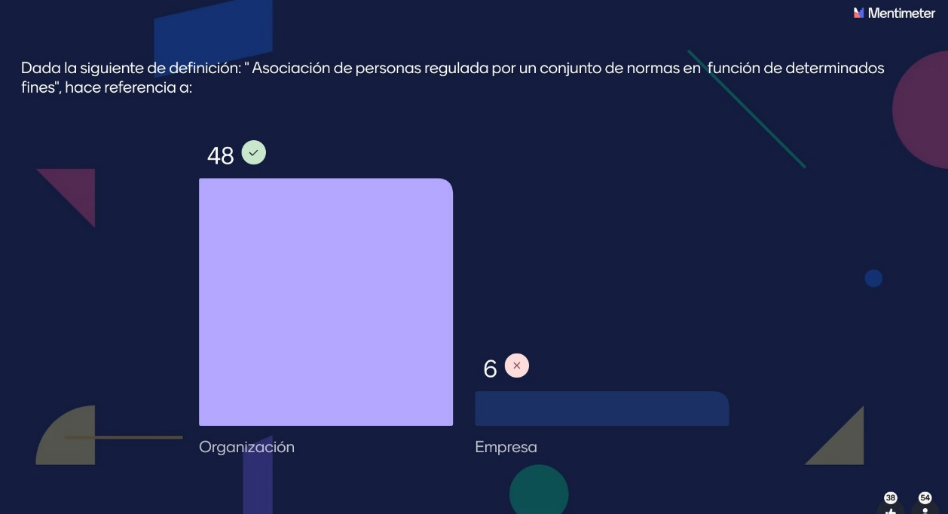 Mentimeter
Dada la siguiente de definición: " Asociación de personas regulada por un conjunto de normas en función de determinados
fines", hace referencia a:
48
6
Organización
Empresa
38
54